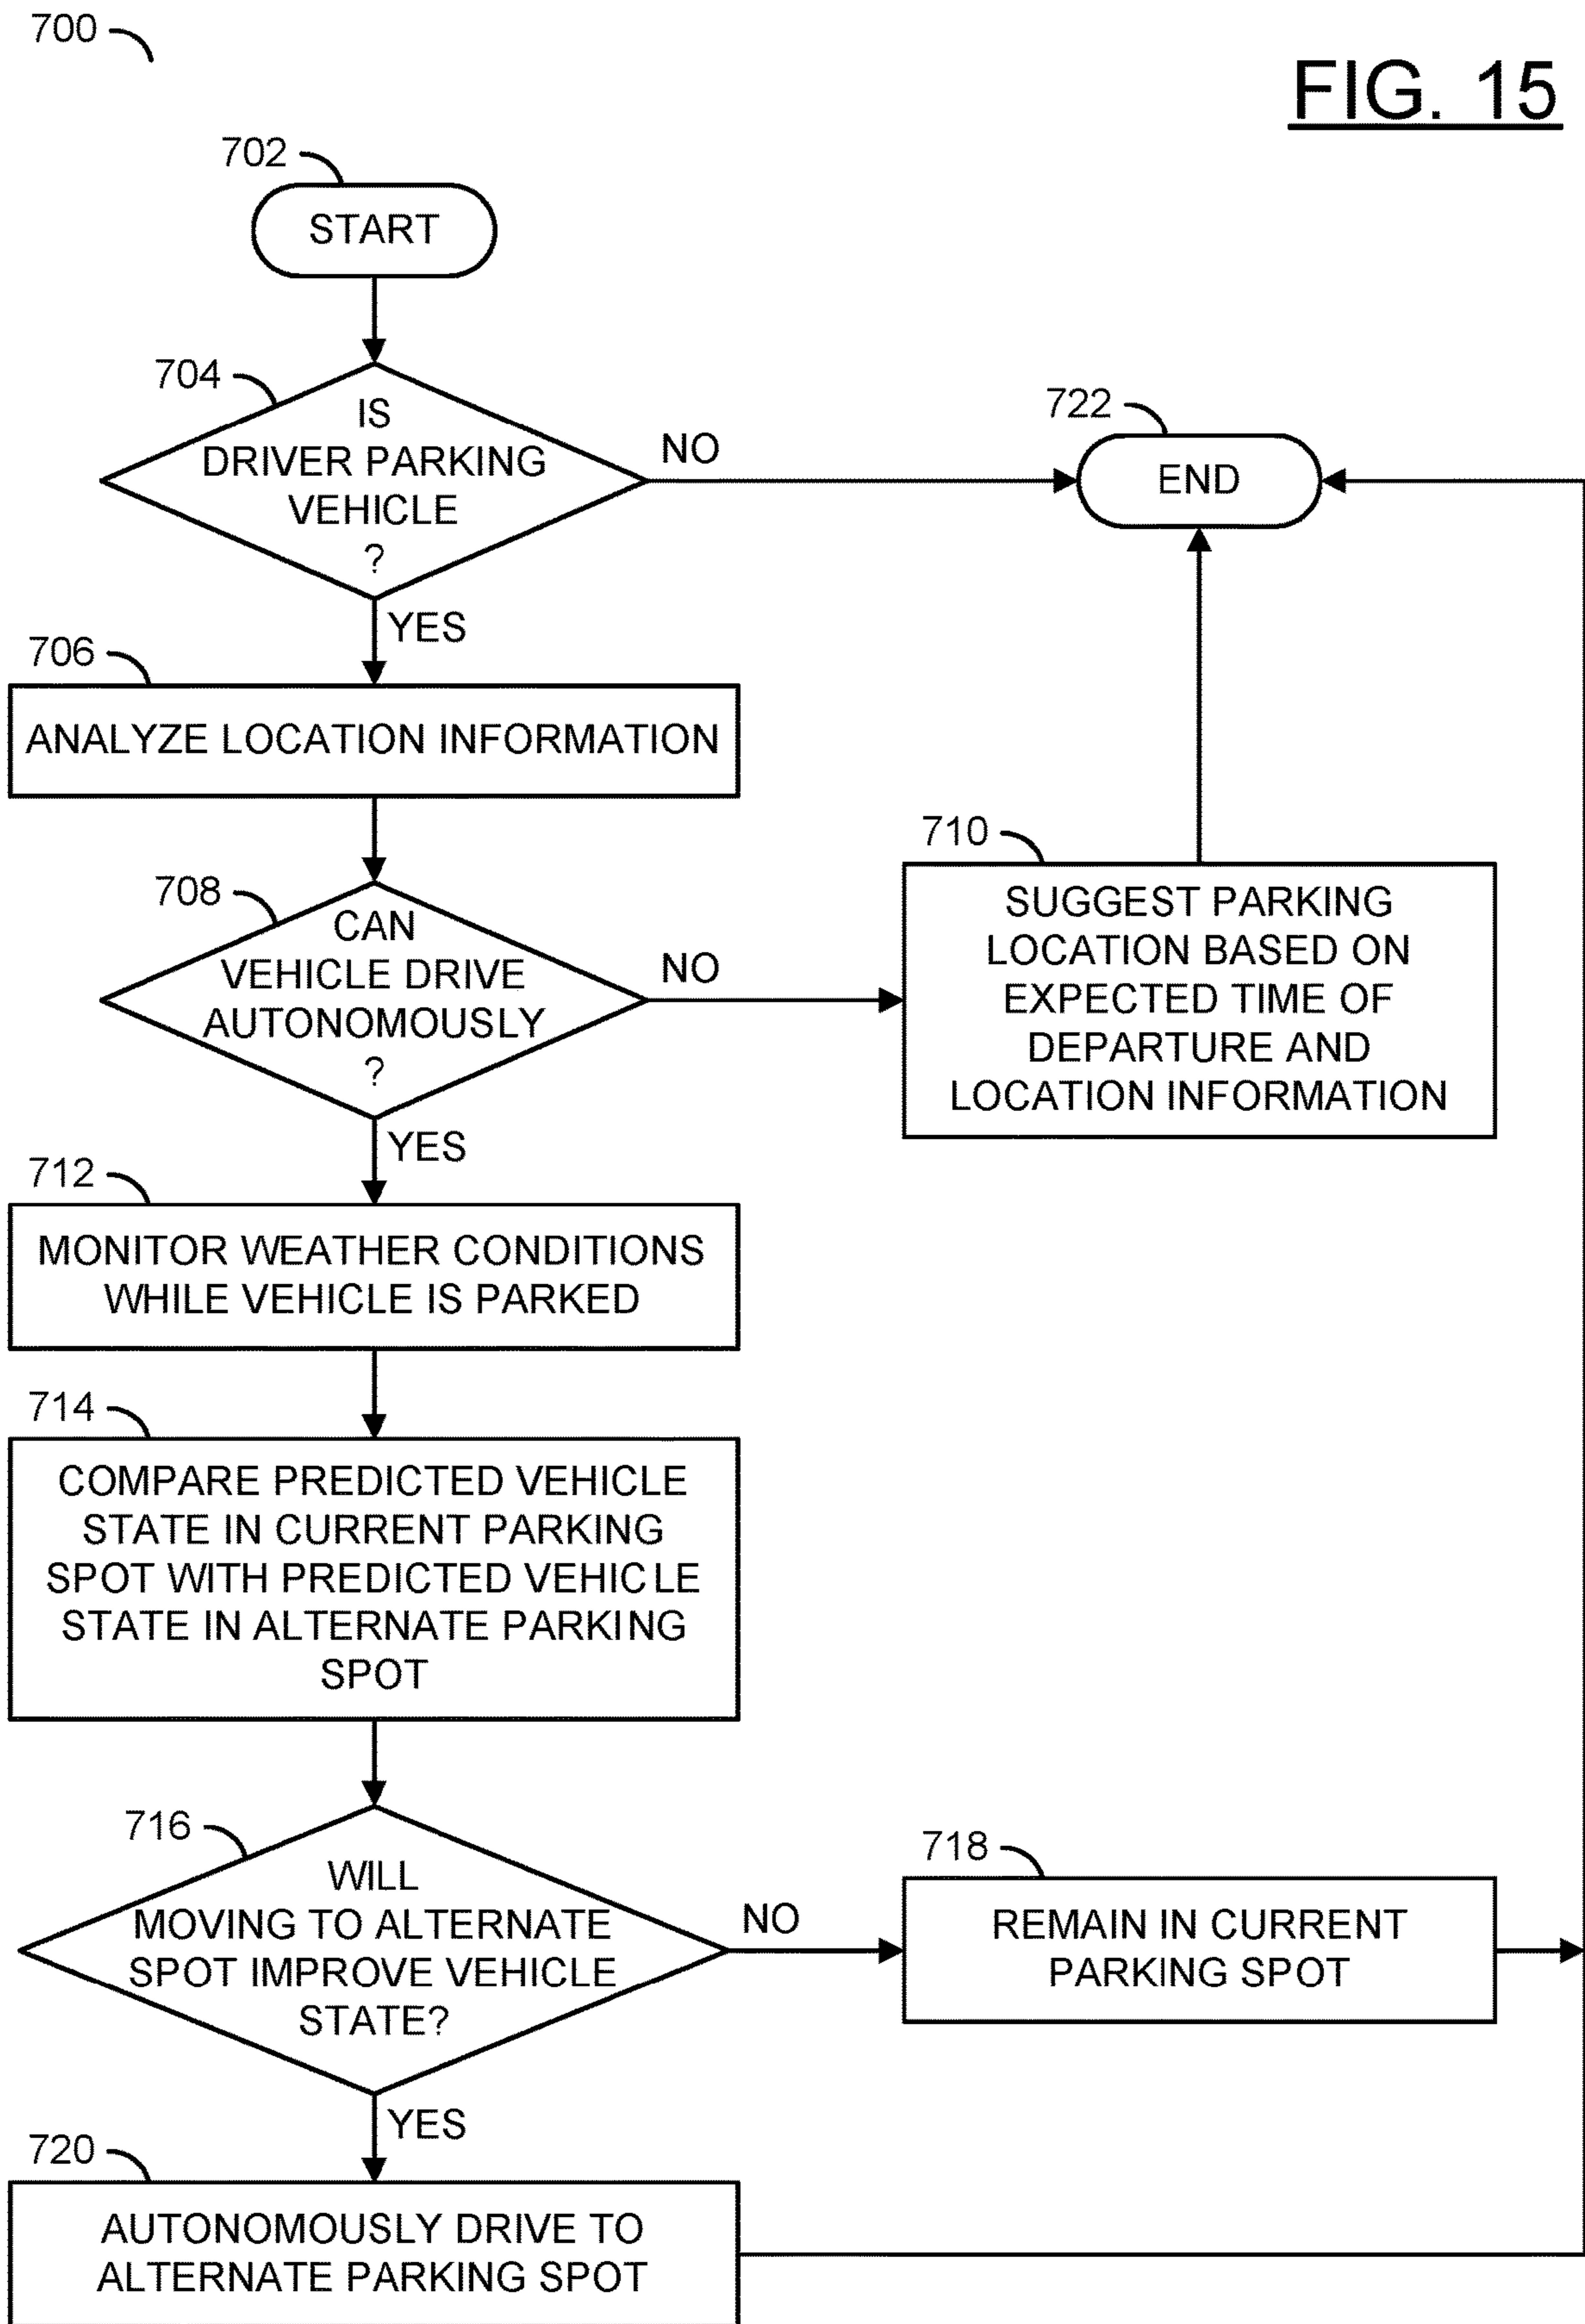 700
FIG. 15
702
START
704
IS
DRIVER PARKING
VEHICLE
?
NO
722
END
YES
706
ANALYZE LOCATION INFORMATION
708
CAN
VEHICLE DRIVE
AUTONOMOUSLY
?
NO
710
SUGGEST PARKING
LOCATION BASED ON
EXPECTED TIME OF
DEPARTURE AND
LOCATION INFORMATION
YES
712
MONITOR WEATHER CONDITIONS
WHILE VEHICLE IS PARKED
714
COMPARE PREDICTED VEHICLE
STATE IN CURRENT PARKING
SPOT WITH PREDICTED VEHICLE
STATE IN ALTERNATE PARKING
SPOT
716
WILL
MOVING TO ALTERNATE
SPOT IMPROVE VEHICLE
STATE?
NO
718
REMAIN IN CURRENT
PARKING SPOT
YES
720
AUTONOMOUSLY DRIVE TO
ALTERNATE PARKING SPOT